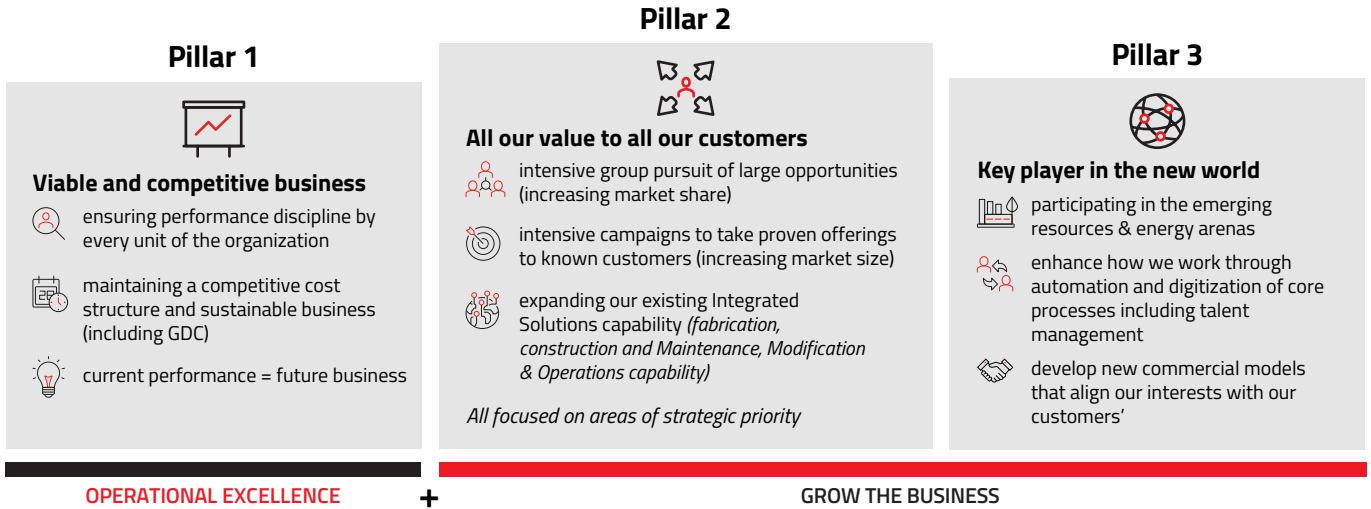 Pillar 1
Viable and competitive business
ensuring performance discipline by
every unit of the organization
maintaining a competitive cost
structure and sustainable business
(including GDC)
current performance = future business
Pillar 2
All our value to all our customers
intensive group pursuit of large opportunities
(increasing market share)
intensive campaigns to take proven offerings
to known customers (increasing market size)
expanding our existing Integrated
Solutions capability (fabrication,
construction and Maintenance, Modification
& Operations capability)
All focused on areas of strategic priority
Pillar 3
Key player in the new world
participating in the emerging
resources & energy arenas
enhance how we work through
automation and digitization of core
processes including talent
management
develop new commercial models
that align our interests with our
customers’
OPERATIONAL EXCELLENCE
+
GROW THE BUSINESS